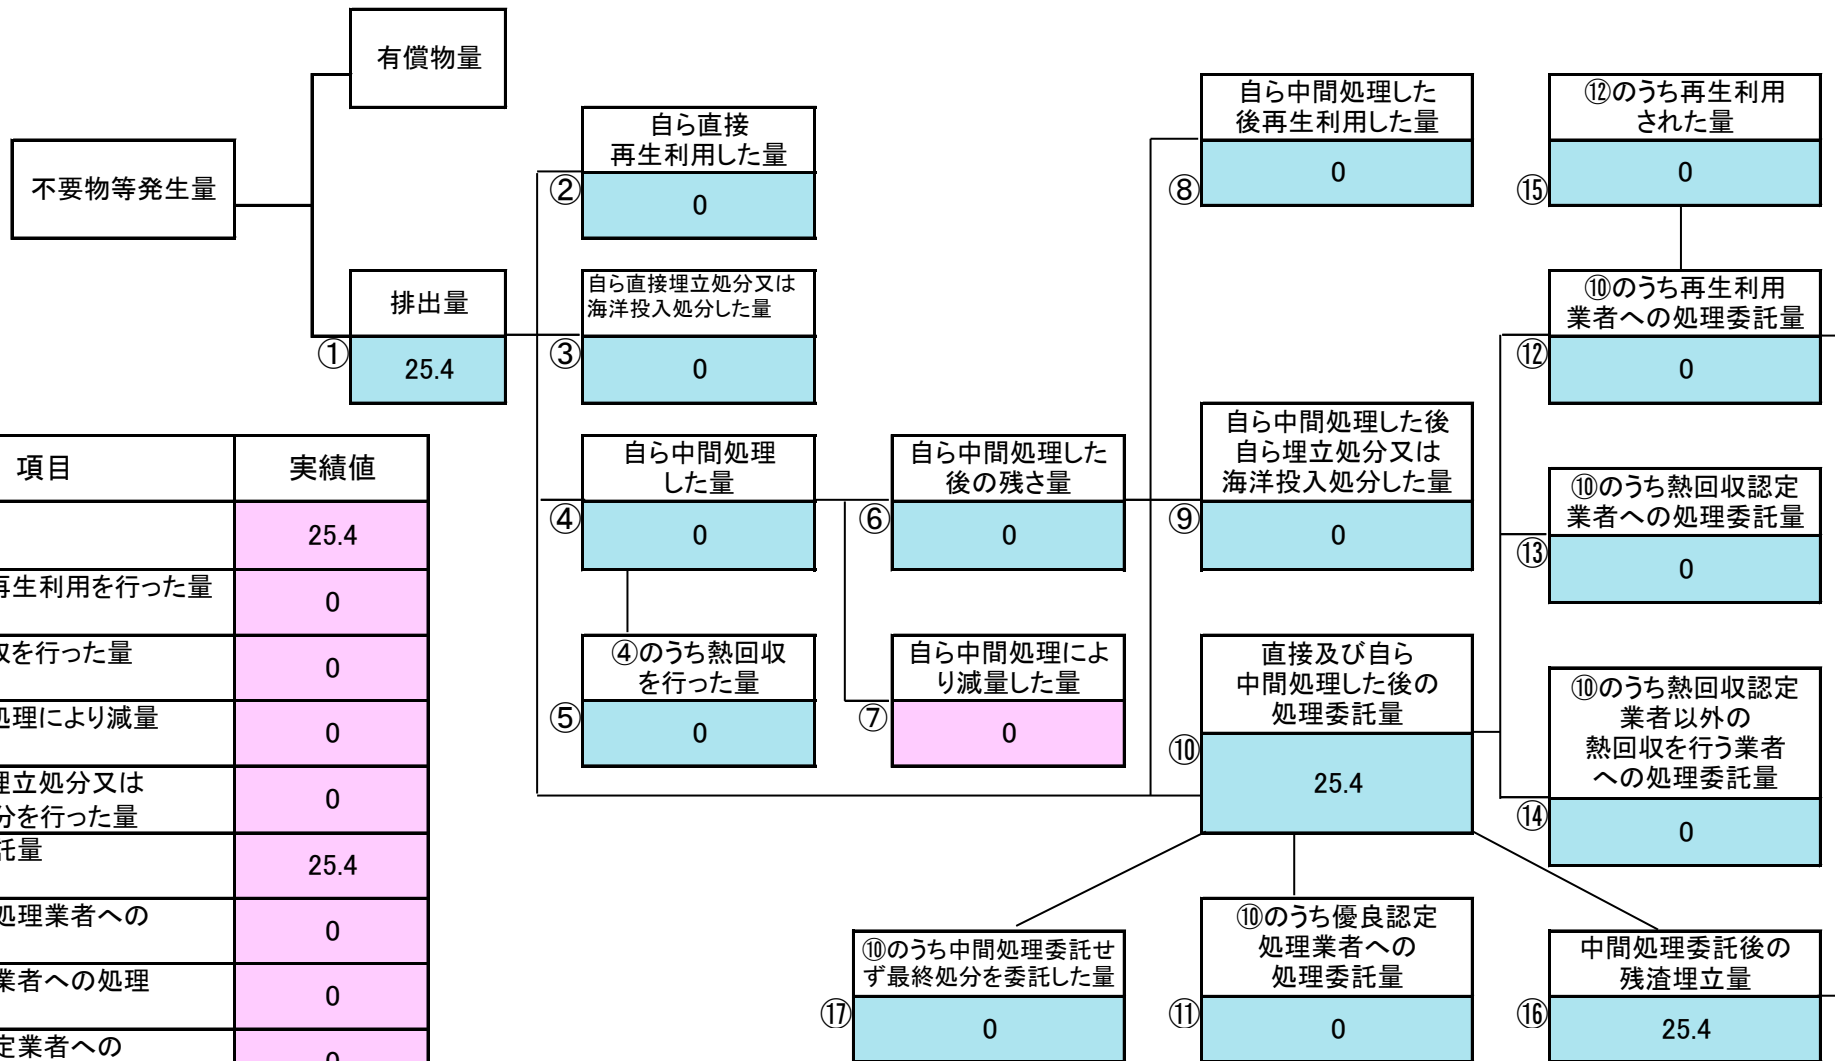 有償物量
不要物等発生量
排出量
①
25.4
自ら直接
再生利用した量
②
0
自ら直接埋立処分又は
海洋投入処分した量
③
0
自ら中間処理
した量
④
0
④のうち熱回収
を行った量
⑤
0
自ら中間処理した
後の残さ量
⑥
0
自ら中間処理によ
り減量した量
⑦
0
自ら中間処理した
後再生利用した量
⑧
0
自ら中間処理した後
自ら埋立処分又は
海洋投入処分した量
⑨
0
直接及び自ら
中間処理した後の
処理委託量
⑩
25.4
⑫のうち再生利用
された量
⑮
0
⑩のうち再生利用
業者への処理委託量
⑫
0
⑩のうち熱回収認定
業者への処理委託量
⑬
0
⑩のうち熱回収認定
業者以外の
熱回収を行う業者
への処理委託量
⑭
0
⑩のうち中間処理委託せ
ず最終処分を委託した量
⑰
0
⑩のうち優良認定
処理業者への
処理委託量
⑪
0
中間処理委託後の
残渣埋立量
⑯
25.4
項目 実績値
25.4
再生利用を行った量
0
収を行った量
0
処理により減量
0
埋立処分又は
分を行った量
0
託量
25.4
処理業者への
0
業者への処理
0
定業者への
0